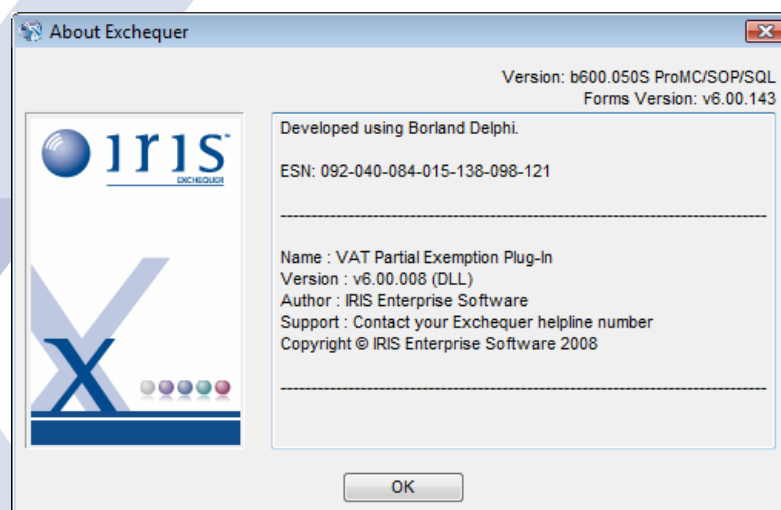 About Exchequer
Version: b600.050S ProMC/SOP/SQL
Forms Version: v6.00.143
iris
EXCHEQUER
Developed using Borland Delphi.
ESN: 092-040-084-015-138-098-121
Name : VAT Partial Exemption Plug-In
Version : v6.00.008 (DLL)
Author : IRIS Enterprise Software
Support : Contact your Exchequer helpline number
Copyright © IRIS Enterprise Software 2008
OK